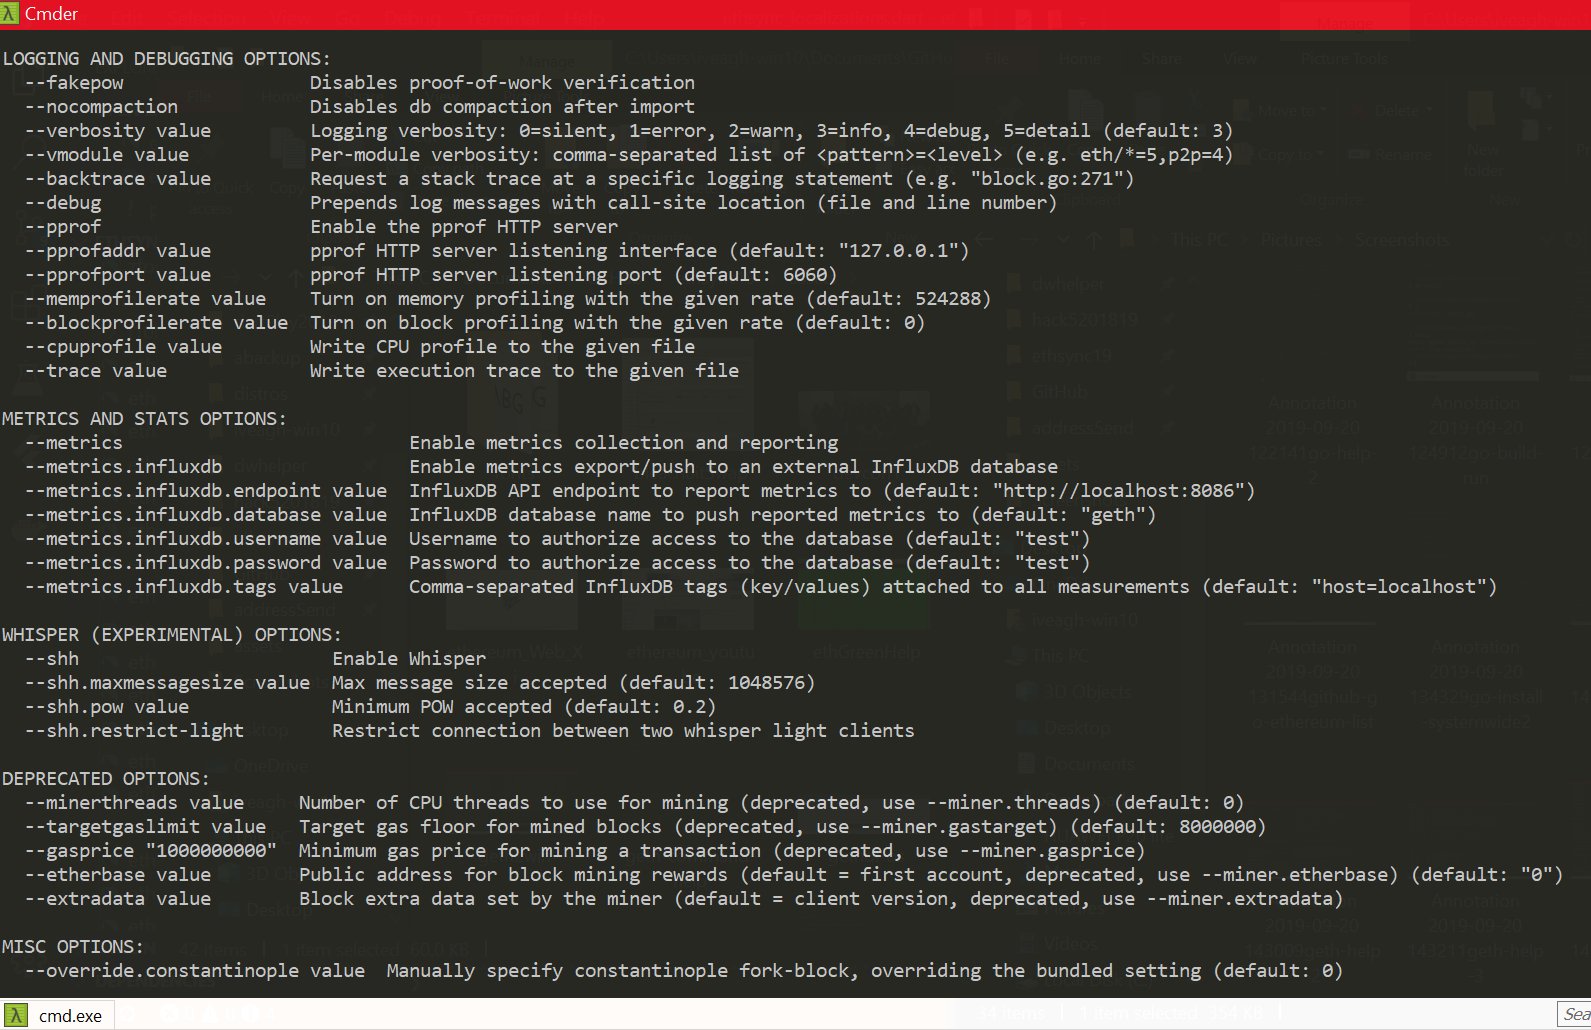 Cmder
LOGGING AND DEBUGGING OPTIONS:
--fakepow Disables proof-of-work verification
--nocompaction Disables db compaction after import
--verbosity value Logging verbosity: 0=silent, 1=error, 2=warn, 3=info, 4=debug, 5=detail (default: 3)
--vmodule value Per-module verbosity: comma-separated list of <pattern>=<level> (e.g. eth/*=5,p2p=4)
--backtrace value Request a stack trace at a specific logging statement (e.g. "block.go:271")
--debug Prepends log messages with call-site location (file and line number)
--pprof Enable the pprof HTTP server
--pprofaddr value pprof HTTP server listening interface (default: "127.0.0.1")
--pprofport value pprof HTTP server listening port (default: 6060)
--memprofilerate value Turn on memory profiling with the given rate (default: 524288)
--blockprofilerate value Turn on block profiling with the given rate (default: 0)
--cpuprofile value Write CPU profile to the given file
--trace value Write execution trace to the given file
METRICS AND STATS OPTIONS:
--metrics Enable metrics collection and reporting
--metrics.influxdb Enable metrics export/push to an external InfluxDB database
--metrics.influxdb.endpoint value InfluxDB API endpoint to report metrics to (default: "http://localhost:8086")
--metrics.influxdb.database value InfluxDB database name to push reported metrics to (default: "geth")
--metrics.influxdb.username value Username to authorize access to the database (default: "test")
--metrics.influxdb.password value Password to authorize access to the database (default: "test")
--metrics.influxdb.tags value Comma-separated InfluxDB tags (key/values) attached to all measurements (default: "host=localhost")
WHISPER (EXPERIMENTAL) OPTIONS:
--shh Enable Whisper
--shh.maxmessagesize value Max message size accepted (default: 1048576)
--shh.pow value Minimum POW accepted (default: 0.2)
--shh.restrict-light Restrict connection between two whisper light clients
DEPRECATED OPTIONS:
--minerthreads value Number of CPU threads to use for mining (deprecated, use --miner.threads) (default: 0)
--targetgaslimit value Target gas floor for mined blocks (deprecated, use --miner.gastarget) (default: 8000000)
--gasprice "1000000000" Minimum gas price for mining a transaction (deprecated, use --miner.gasprice)
--etherbase value Public address for block mining rewards (default = first account, deprecated, use --miner.etherbase) (default: "0")
--extradata value Block extra data set by the miner (default = client version, deprecated, use --miner.extradata)
MISC OPTIONS:
--override.constantinople value Manually specify constantinople fork-block, overriding the bundled setting (default: 0)
cmd.exe